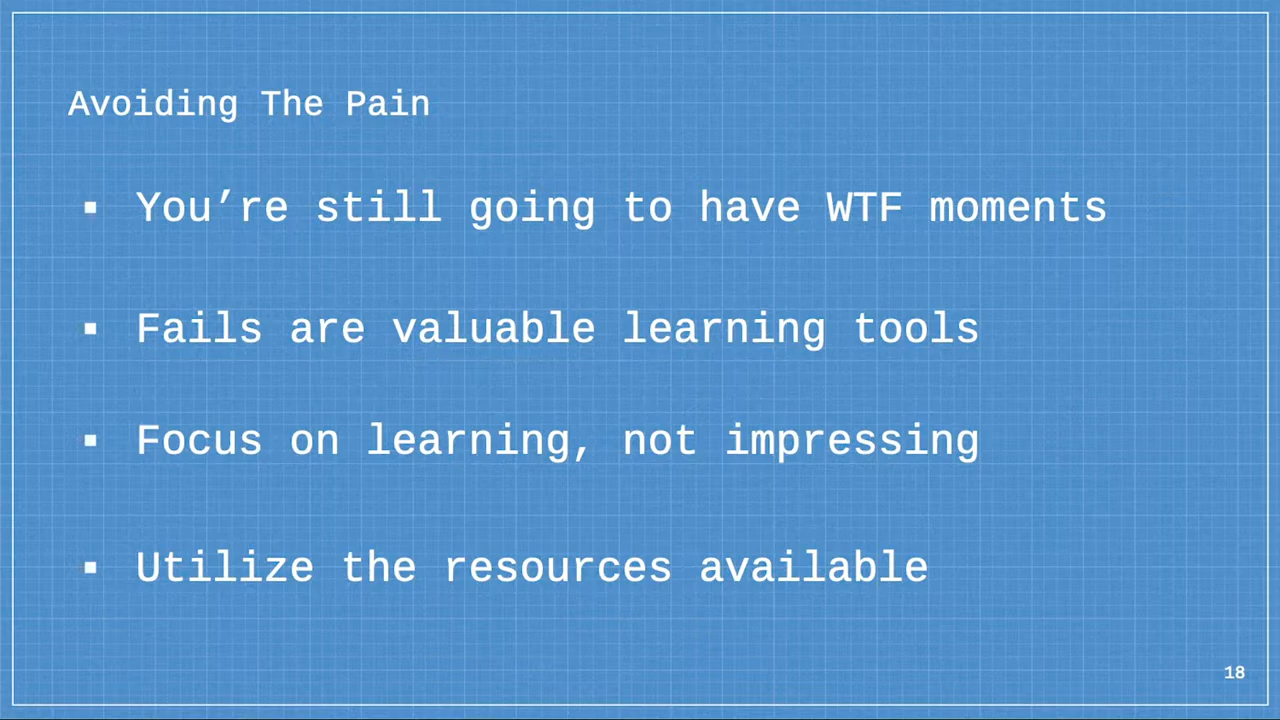 Avoiding The Pain
▪ You’re still going to have WTF moments
▪ Fails are valuable learning tools
▪ Focus on learning, not impressing
▪ Utilize the resources available
18